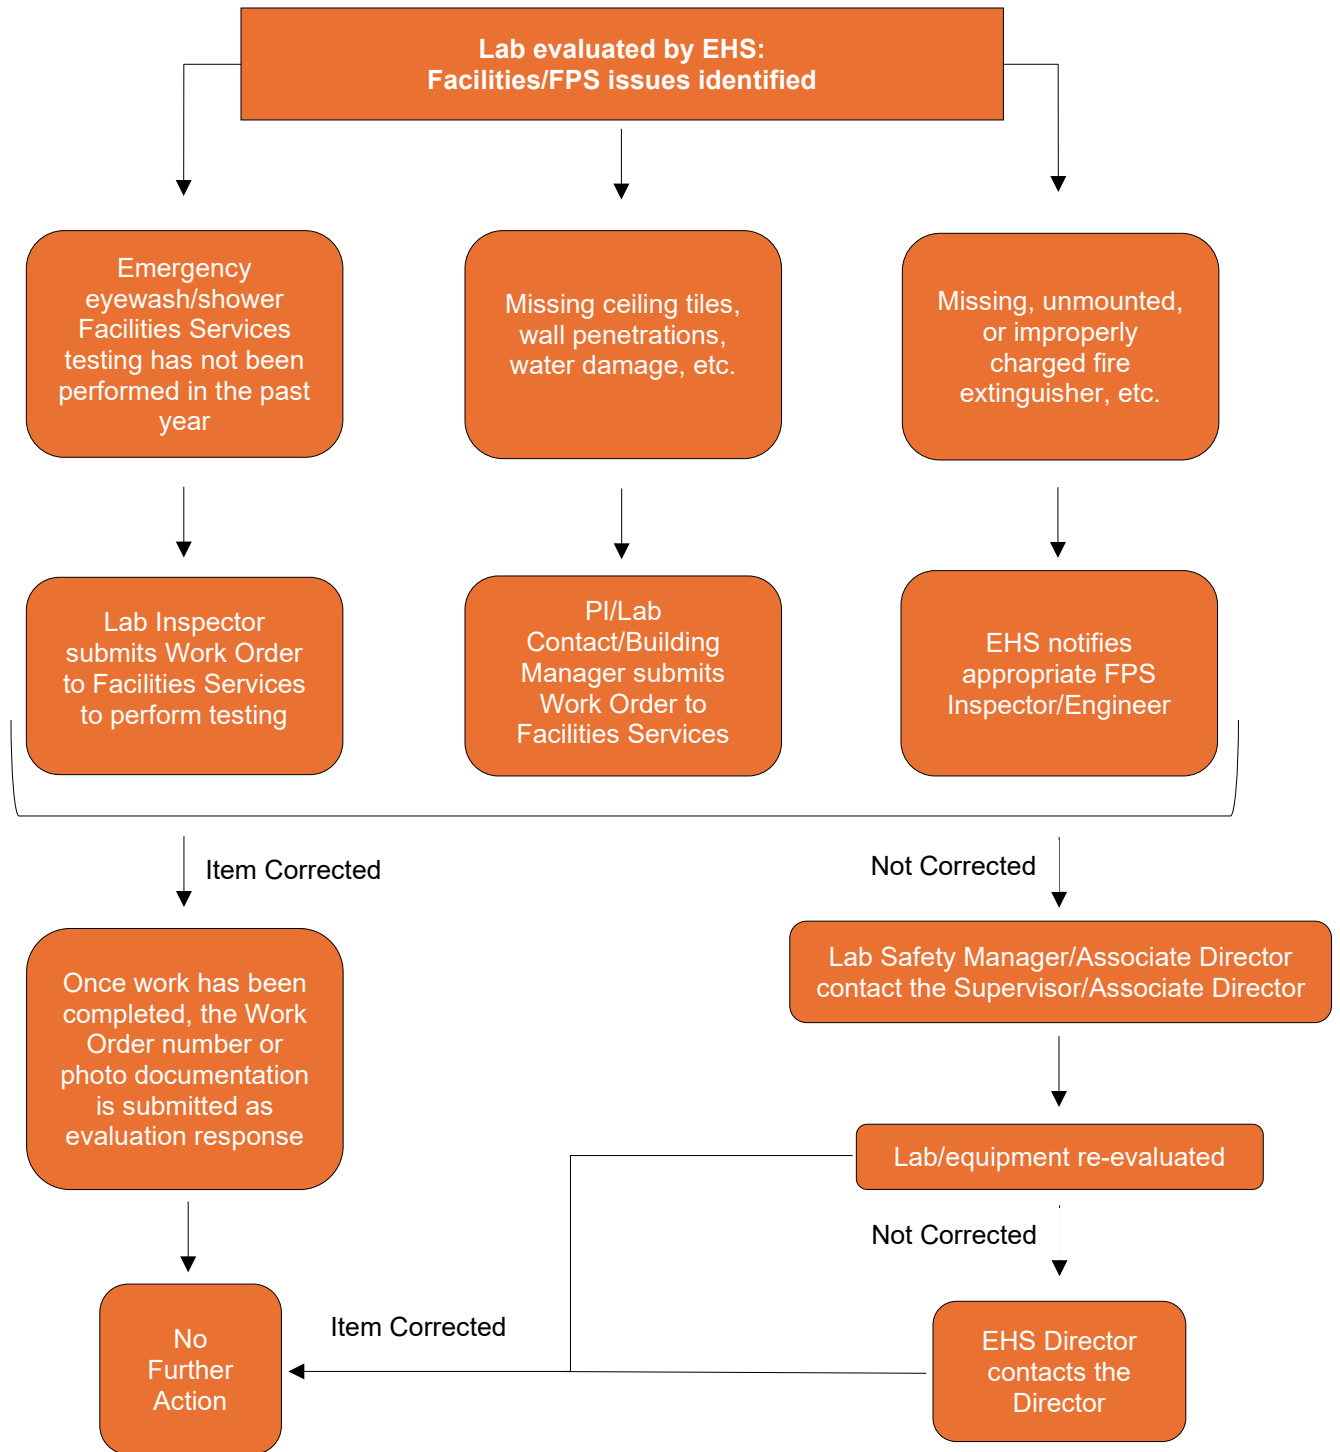 Lab evaluated by EHS:
Facilities/FPS issues identified
Emergency
eyewash/shower
Facilities Services
testing has not been
performed in the past
year
Missing ceiling tiles,
wall penetrations,
water damage, etc.
Missing, unmounted,
or improperly
charged fire
extinguisher, etc.
Lab Inspector
submits Work Order
to Facilities Services
to perform testing
PI/Lab
Contact/Building
Manager submits
Work Order to
Facilities Services
EHS notifies
appropriate FPS
Inspector/Engineer
Item Corrected
Not Corrected
Once work has been
completed, the Work
Order number or
photo documentation
is submitted as
evaluation response
Lab Safety Manager/Associate Director
contact the Supervisor/Associate Director
Lab/equipment re-evaluated
Not Corrected
No
Further
Action
Item Corrected
EHS Director
contacts the
Director